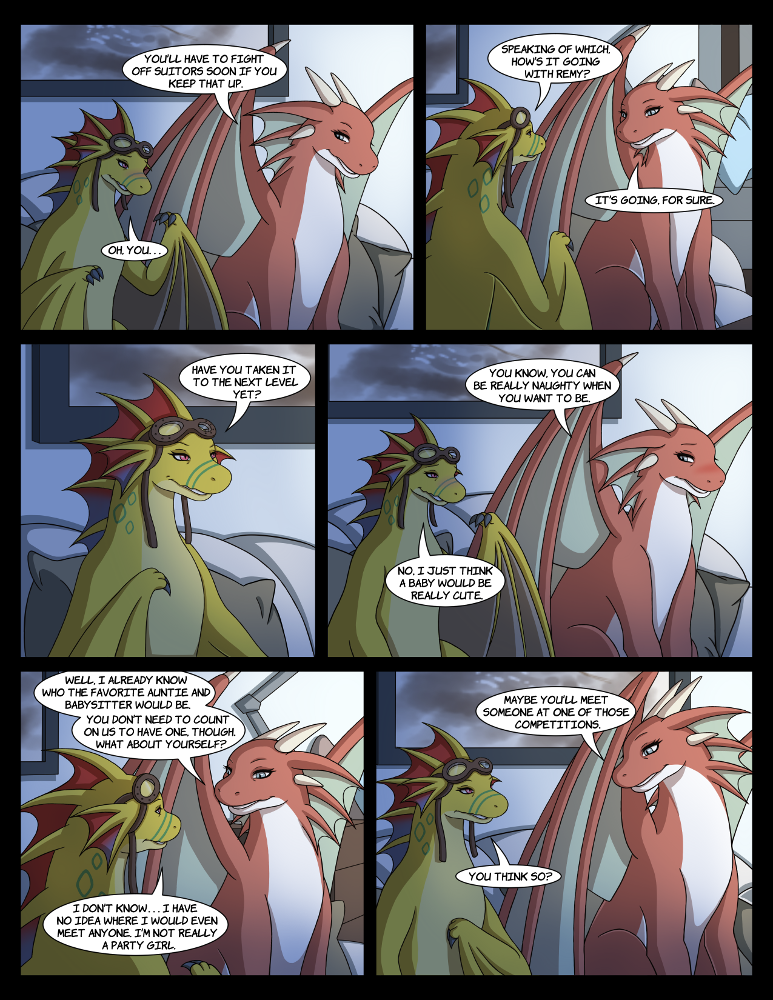 YOU'LL HAVE TO FIGHT
OFF SUITORS SOON IF YOU
KEEP THAT UP.
OH, YOU...
SPEAKING OF WHICH,
HOW'S IT GOING
WITH REMY?
IT'S GOING, FOR SURE.
HAVE YOU TAKEN IT
TO THE NEXT LEVEL
YET?
YOU KNOW, YOU CAN
BE REALLY NAUGHTY WHEN
YOU WANT TO BE.
NO, I JUST THINK
A BABY WOULD BE
REALLY CUTE.
WELL, I ALREADY KNOW
WHO THE FAVORITE AUNTIE AND
BABYSITTER WOULD BE.
YOU DON'T NEED TO COUNT
ON US TO HAVE ONE, THOUGH.
WHAT ABOUT YOURSELF?
I DON'T KNOW... I HAVE
NO IDEA WHERE I WOULD EVEN
MEET ANYONE. I'M NOT REALLY
A PARTY GIRL.
MAYBE YOU'LL MEET
SOMEONE AT ONE OF THOSE
COMPETITIONS.
YOU THINK SO?